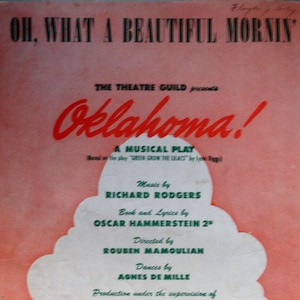 OH, WHAT A BEAUTIFUL MORNIN'
THE THEATRE GUILD presents
Oklahoma!
A MUSICAL PLAY
(Based on the play "GREEN GROW THE LILACS" by Lynn Riggs)
Music by
RICHARD RODGERS
Book and Lyrics by
OSCAR HAMMERSTEIN 2ᴰ
Directed by
ROUBEN MAMOULIAN
Dances by
AGNES DE MILLE
Production under the supervision of